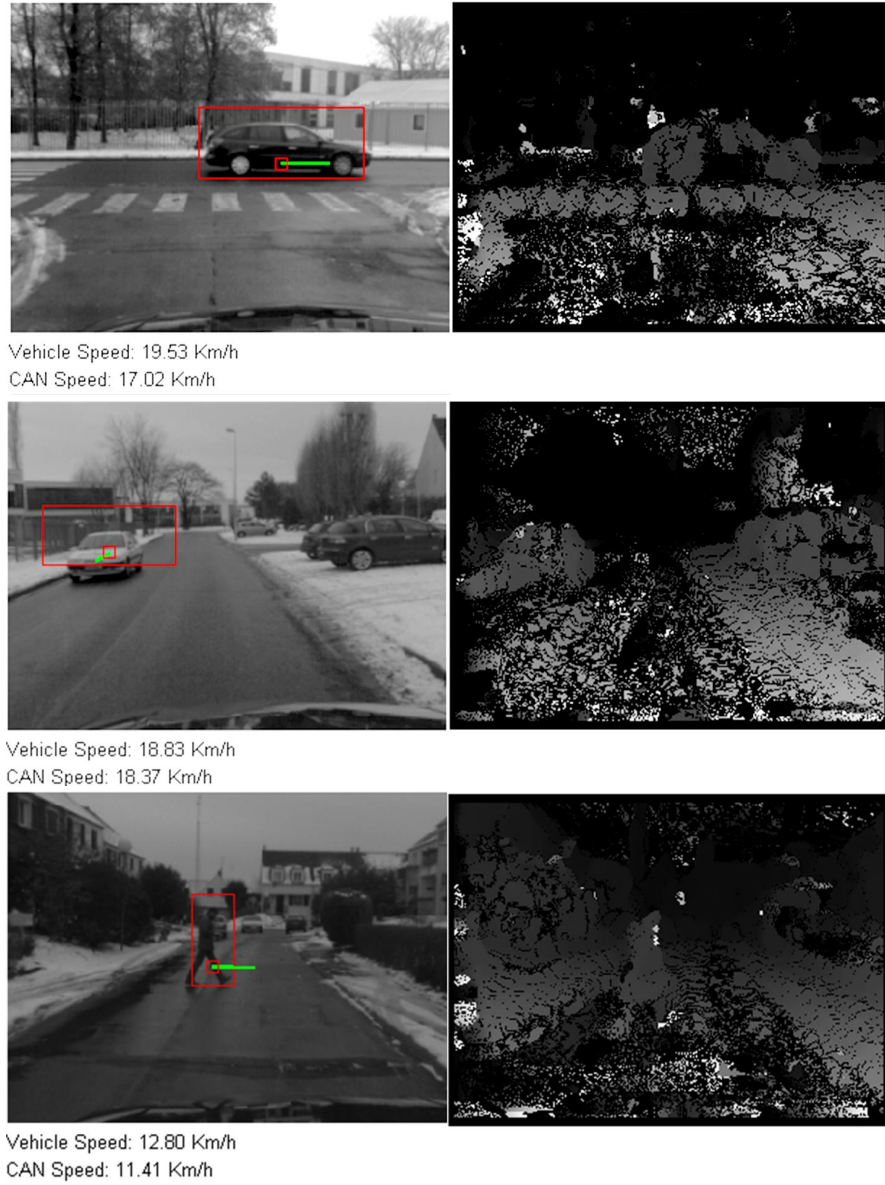 Vehicle Speed: 19.53 Km/h
CAN Speed: 17.02 Km/h
Vehicle Speed: 18.83 Km/h
CAN Speed: 18.37 Km/h
Vehicle Speed: 12.80 Km/h
CAN Speed: 11.41 Km/h